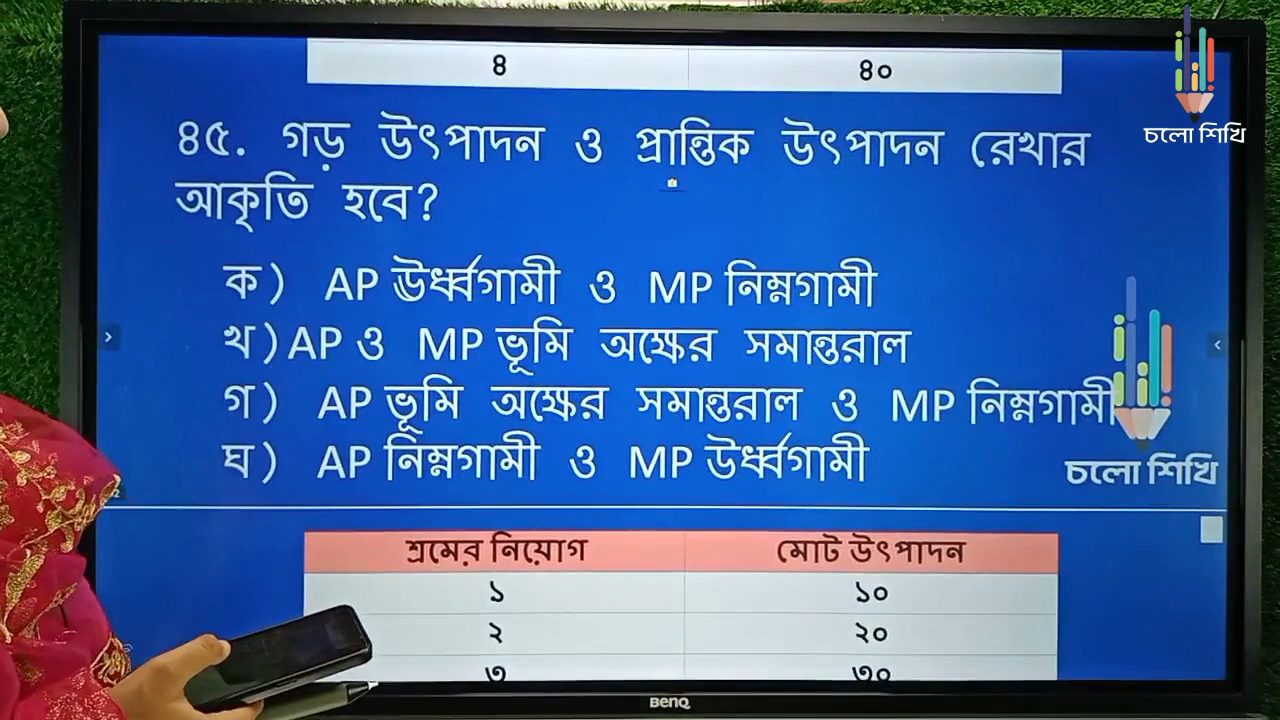 ৪ ৪০
চলো শিখি
৪৫. গড় উৎপাদন ও প্রান্তিক উৎপাদন রেখার
আকৃতি হবে?
ক) AP ঊর্ধ্বগামী ও MP নিম্নগামী
খ) AP ও MP ভূমি অক্ষের সমান্তরাল
গ) AP ভূমি অক্ষের সমান্তরাল ও MP নিম্নগামী
ঘ) AP নিম্নগামী ও MP উর্ধ্বগামী
চলো শিখি
শ্রমের নিয়োগ মোট উৎপাদন
১ ১০
২ ২০
৩ ৩০
BenQ